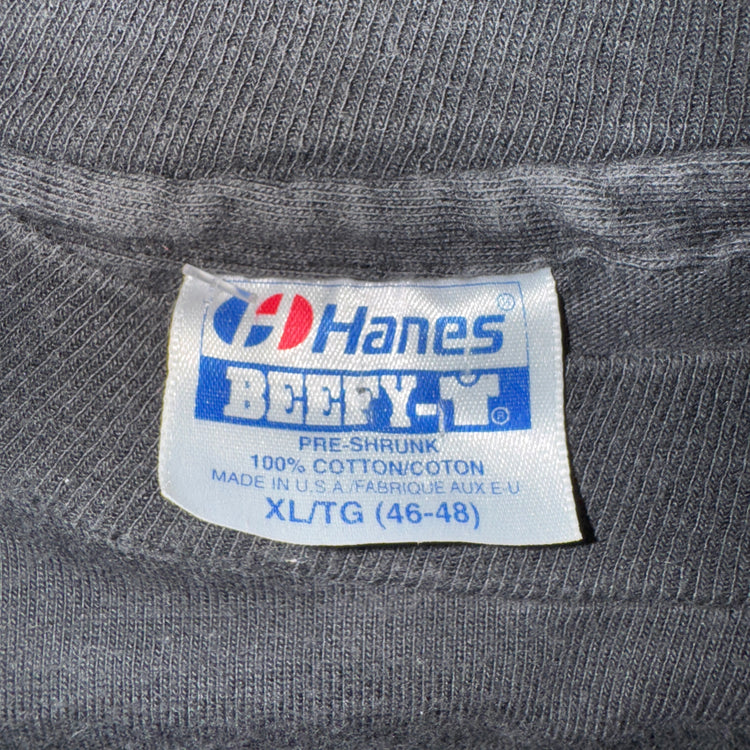 Hanes®
BEEFY-T®
PRE-SHRUNK
100% COTTON/COTON
MADE IN U.S.A./FABRIQUE AUX E-U
XL/TG (46-48)